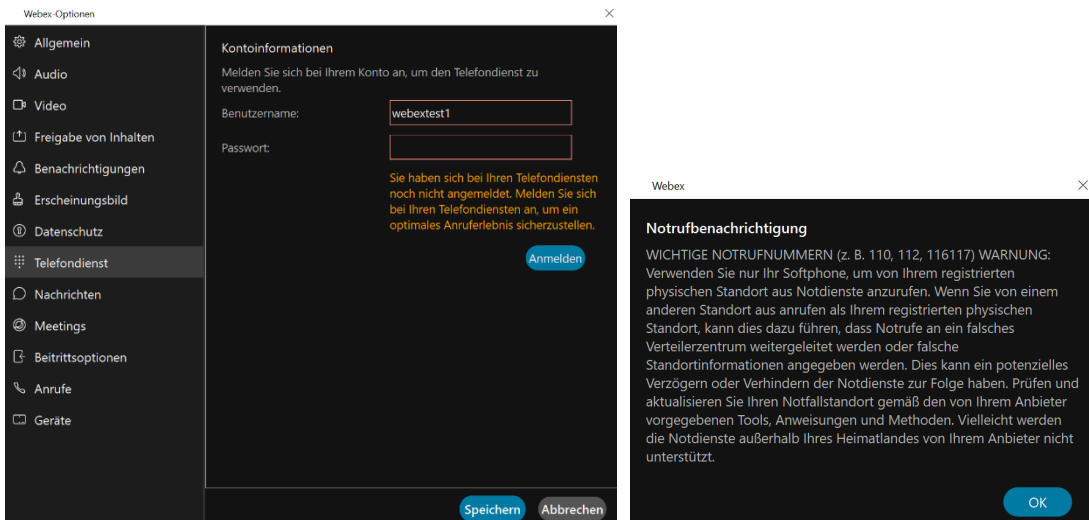 Webex-Optionen
Allgemein
Audio
Video
Freigabe von Inhalten
Benachrichtigungen
Erscheinungsbild
Datenschutz
Telefondienst
Nachrichten
Meetings
Beitrittsoptionen
Anrufe
Geräte
Kontoinformationen
Melden Sie sich bei Ihrem Konto an, um den Telefondienst zu
verwenden.
Benutzername:
webextest1
Passwort:
Sie haben sich bei Ihren Telefondiensten
noch nicht angemeldet. Melden Sie sich
bei Ihren Telefondiensten an, um ein
optimales Anruferlebnis sicherzustellen.
Anmelden
Speichern
Abbrechen
Webex
Notrufbenachrichtigung
WICHTIGE NOTRUFNUMMERN (z. B. 110, 112, 116117) WARNUNG:
Verwenden Sie nur Ihr Softphone, um von Ihrem registrierten
physischen Standort aus Notdienste anzurufen. Wenn Sie von einem
anderen Standort aus anrufen als Ihrem registrierten physischen
Standort, kann dies dazu führen, dass Notrufe an ein falsches
Verteilerzentrum weitergeleitet werden oder falsche
Standortinformationen angegeben werden. Dies kann ein potenzielles
Verzögern oder Verhindern der Notdienste zur Folge haben. Prüfen und
aktualisieren Sie Ihren Notfallstandort gemäß den von Ihrem Anbieter
vorgegebenen Tools, Anweisungen und Methoden. Vielleicht werden
die Notdienste außerhalb Ihres Heimatlandes von Ihrem Anbieter nicht
unterstützt.
OK